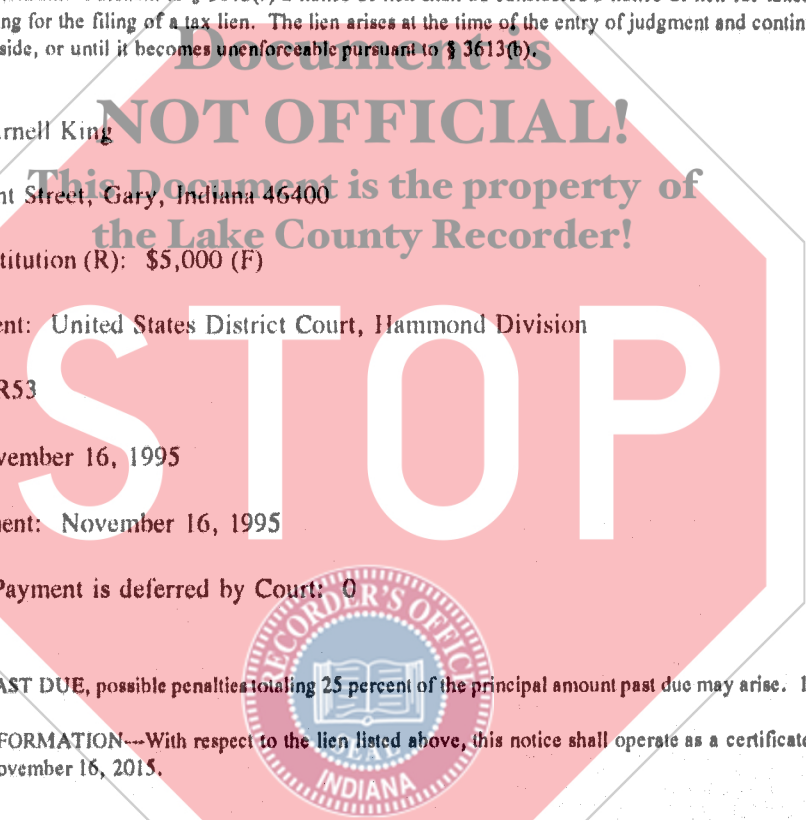 ing for the filing of a tax lien. The lien arises at the time of the entry of judgment and contin
side, or until it becomes unenforceable pursuant to § 3613(b).
Document is
NOT OFFICIAL!
This Document is the property of
the Lake County Recorder!
rnell King
nt Street, Gary, Indiana 46400
titution (R): $5,000 (F)
ent: United States District Court, Hammond Division
R53
vember 16, 1995
ment: November 16, 1995
Payment is deferred by Court: 0
STOP
RECORDER'S OFFICE
SEAL
INDIANA
AST DUE, possible penalties totaling 25 percent of the principal amount past due may arise. 1
FORMATION---With respect to the lien listed above, this notice shall operate as a certificate
ovember 16, 2015.